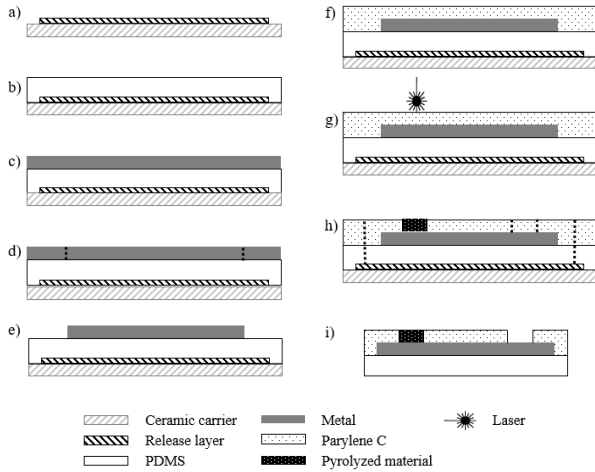 a)
b)
c)
d)
e)
f)
g)
h)
i)
Ceramic carrier
Release layer
PDMS
Metal
Parylene C
Pyrolyzed material
Laser